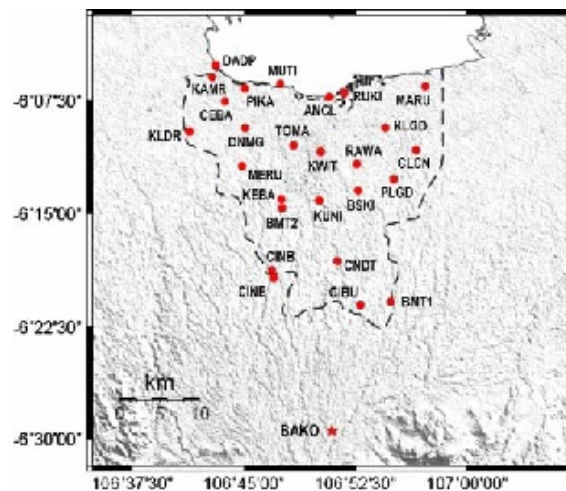 DADP
MUTI
KAMR
PIKA
ANCL
RUKI
MARU
-6°07'30"
CEBA
KLDR
TOMA
KLGD
KWIT
RAWA
CLCN
MERU
KEBA
PLGD
BSKI
-6°15'00"
KUNI
BMT2
CINB
CNDT
CINE
CIBU
BMT1
-6°22'30"
km
0 5 10
BAKO
-6°30'00"
106°37'30"
106°45'00"
106°52'30"
107°00'00"